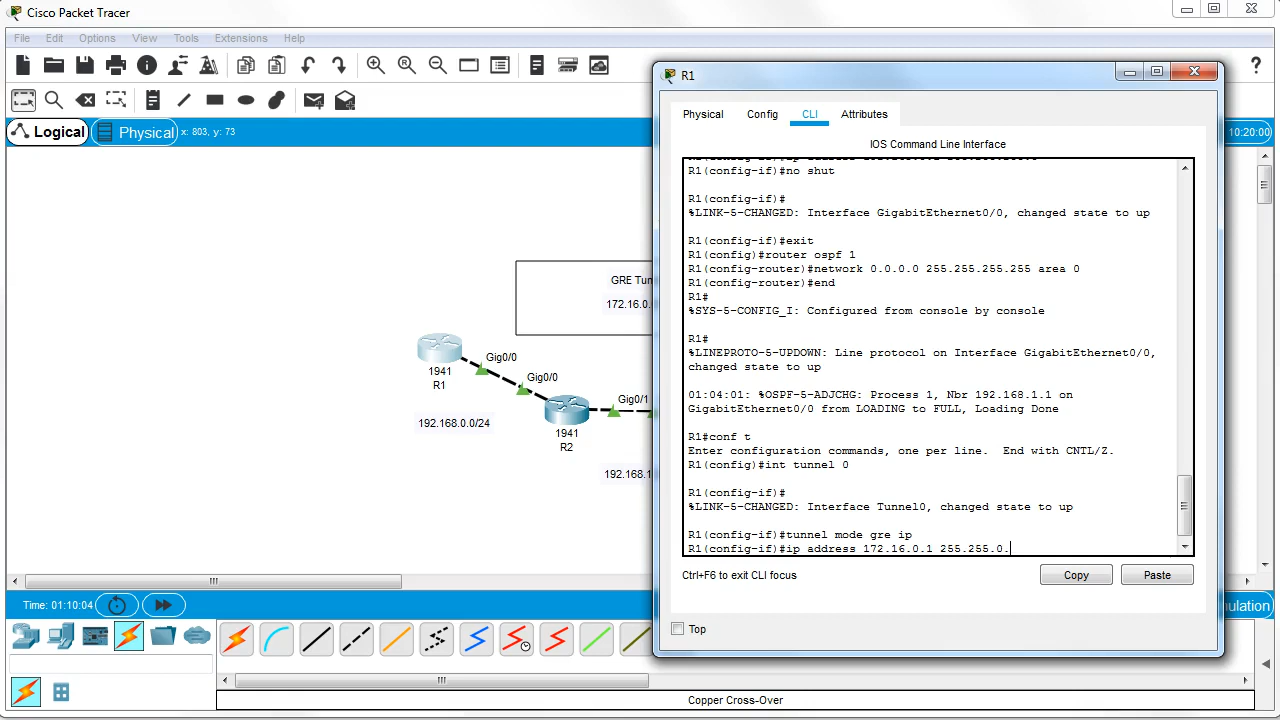 Cisco Packet Tracer
File Edit Options View Tools Extensions Help
Logical
Physical
x: 803, y: 73
10:20:00
R1
Physical
Config
CLI
Attributes
IOS Command Line Interface
R1(config-if)#no shut
R1(config-if)#
%LINK-5-CHANGED: Interface GigabitEthernet0/0, changed state to up
R1(config-if)#exit
R1(config)#router ospf 1
R1(config-router)#network 0.0.0.0 255.255.255.255 area 0
R1(config-router)#end
R1#
%SYS-5-CONFIG_I: Configured from console by console
R1#
%LINEPROTO-5-UPDOWN: Line protocol on Interface GigabitEthernet0/0,
changed state to up
01:04:01: %OSPF-5-ADJCHG: Process 1, Nbr 192.168.1.1 on
GigabitEthernet0/0 from LOADING to FULL, Loading Done
R1#conf t
Enter configuration commands, one per line. End with CNTL/Z.
R1(config)#int tunnel 0
R1(config-if)#
%LINK-5-CHANGED: Interface Tunnel0, changed state to up
R1(config-if)#tunnel mode gre ip
R1(config-if)#ip address 172.16.0.1 255.255.0.
Ctrl+F6 to exit CLI focus
Copy
Paste
Top
GRE Tun
172.16.0.
Gig0/0
1941
R1
Gig0/0
Gig0/1
192.168.0.0/24
1941
R2
192.168.1
Time: 01:10:04
ulation
Copper Cross-Over